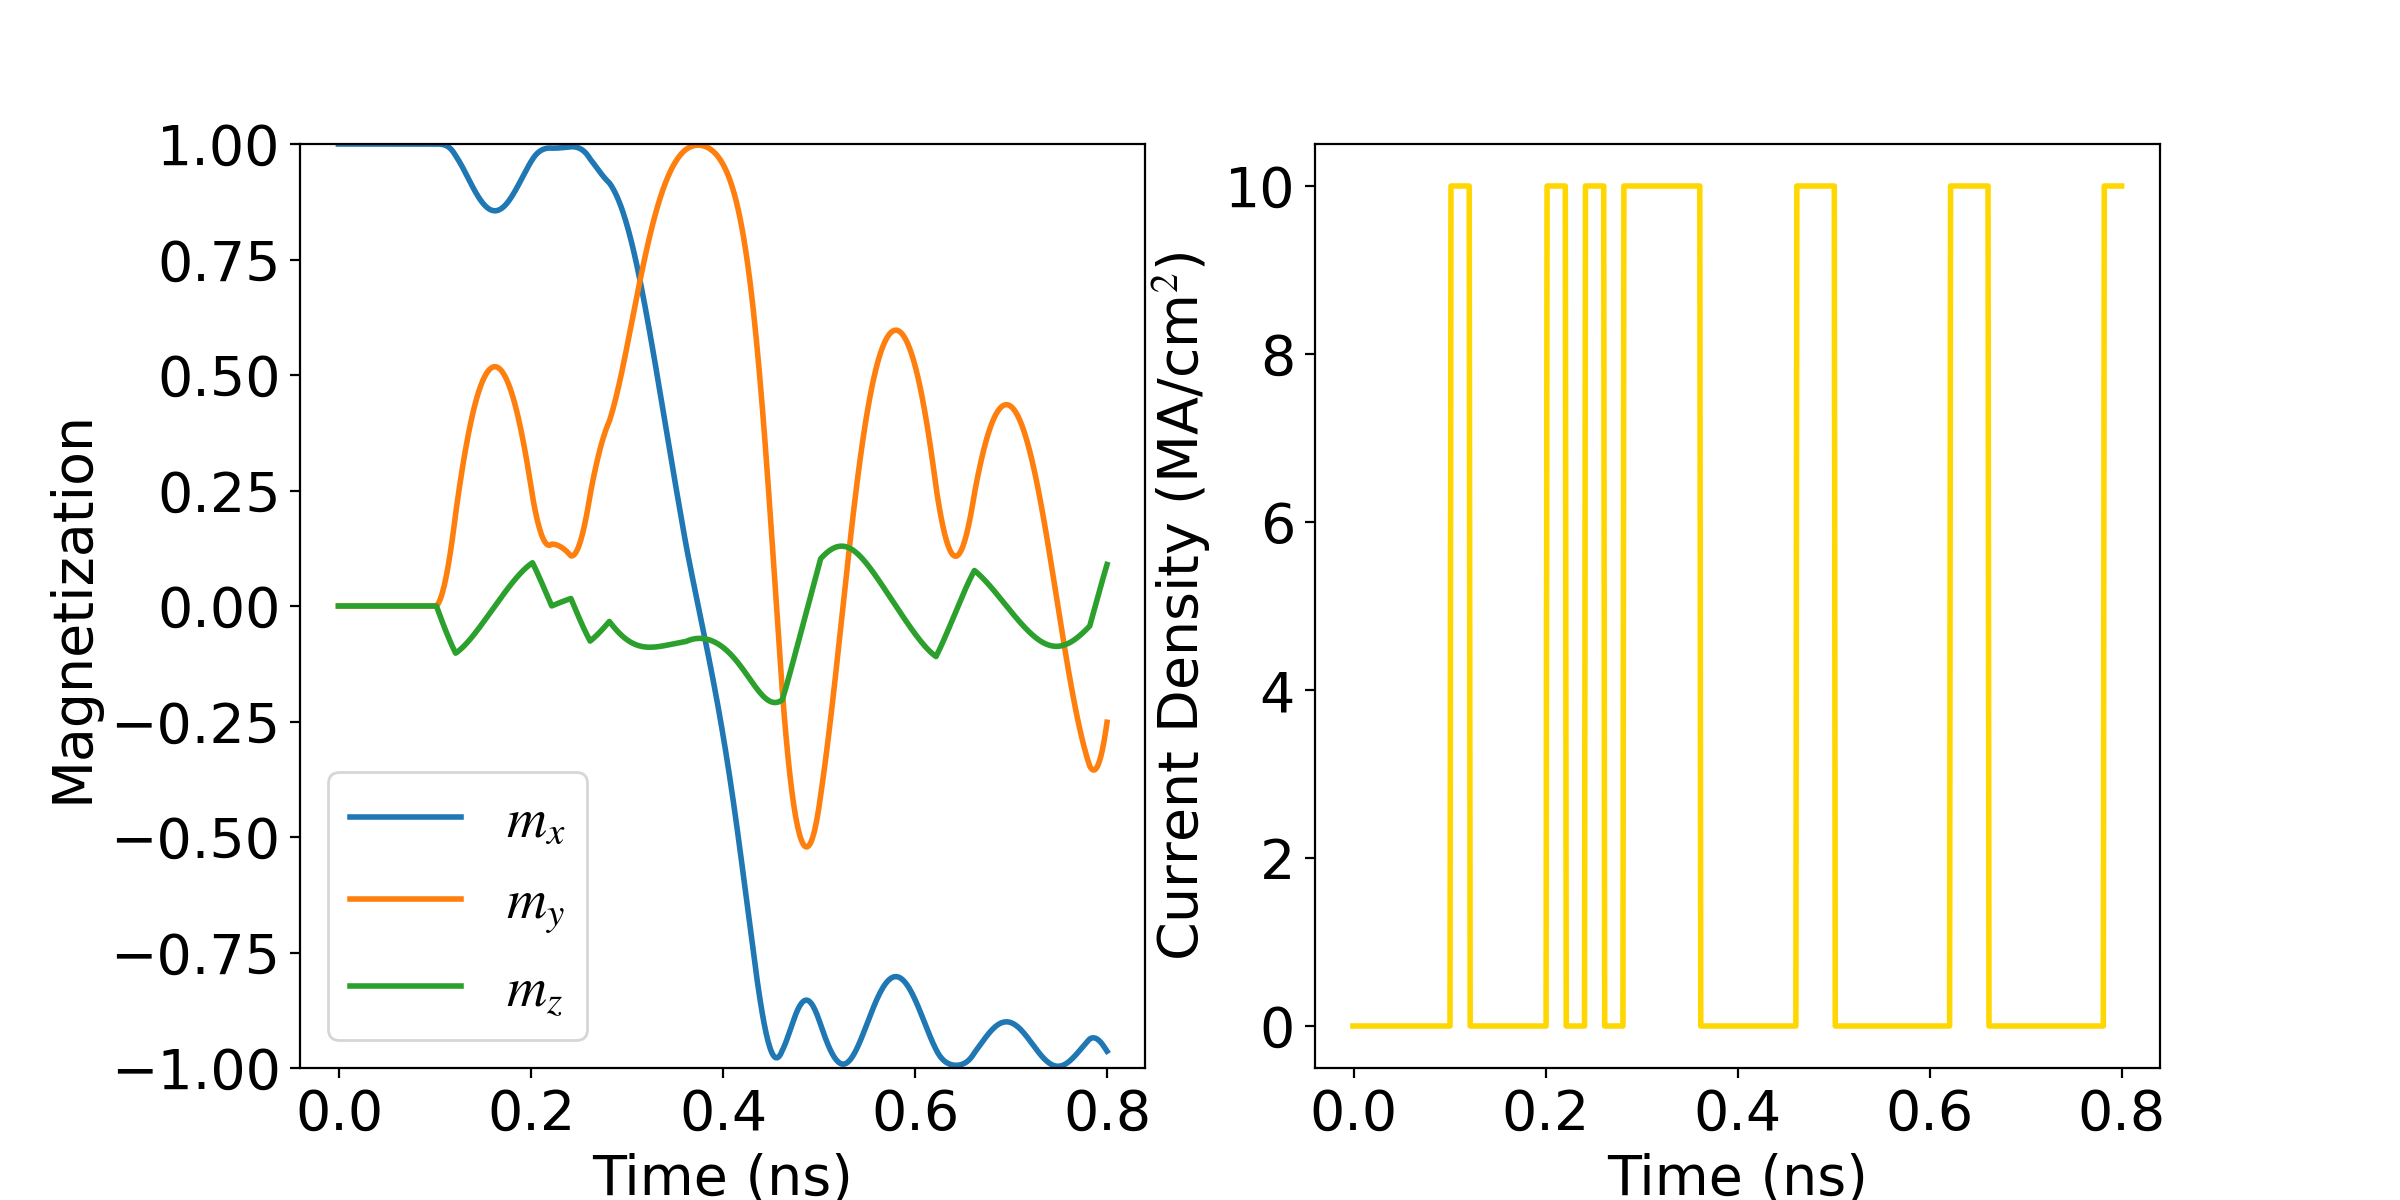 Magnetization
1.00
0.75
0.50
0.25
0.00
−0.25
−0.50
−0.75
−1.00
m_x
m_y
m_z
0.0 0.2 0.4 0.6 0.8
Time (ns)
Current Density (MA/cm²)
10
8
6
4
2
0
0.0 0.2 0.4 0.6 0.8
Time (ns)